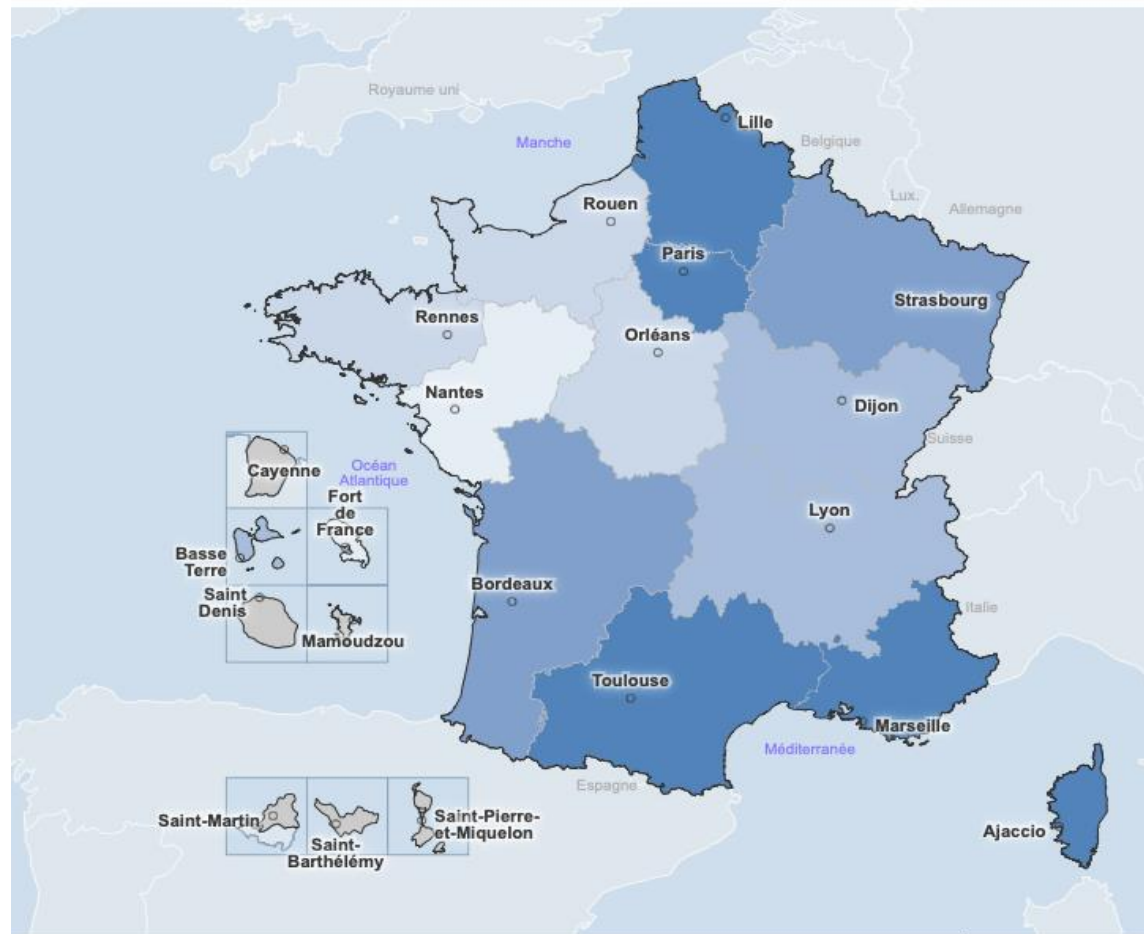 Royaume uni
Manche
Lille
Belgique
Lux.
Allemagne
Rouen
Paris
Strasbourg
Rennes
Orléans
Nantes
Dijon
Suisse
Océan
Atlantique
Cayenne
Fort
de
France
Lyon
Basse
Terre
Saint
Denis
Bordeaux
Mamoudzou
Italie
Toulouse
Marseille
Méditerranée
Espagne
Saint-Martin
Saint-
Barthélémy
Saint-Pierre-
et-Miquelon
Ajaccio